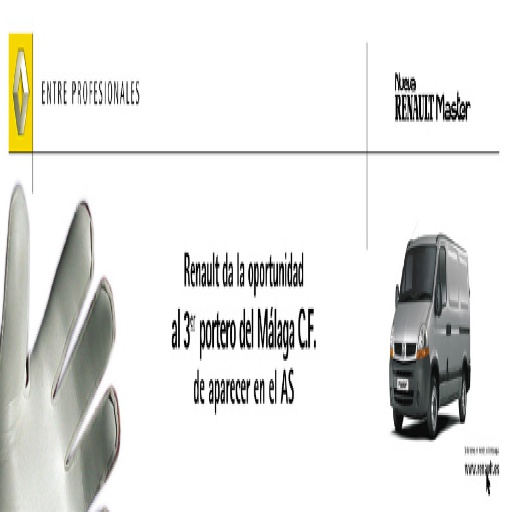 ENTRE PROFESIONALES
Nueva
RENAULT Master
Renault da la oportunidad
al 3er portero del Málaga C.F.
de aparecer en el AS
www.renault.es